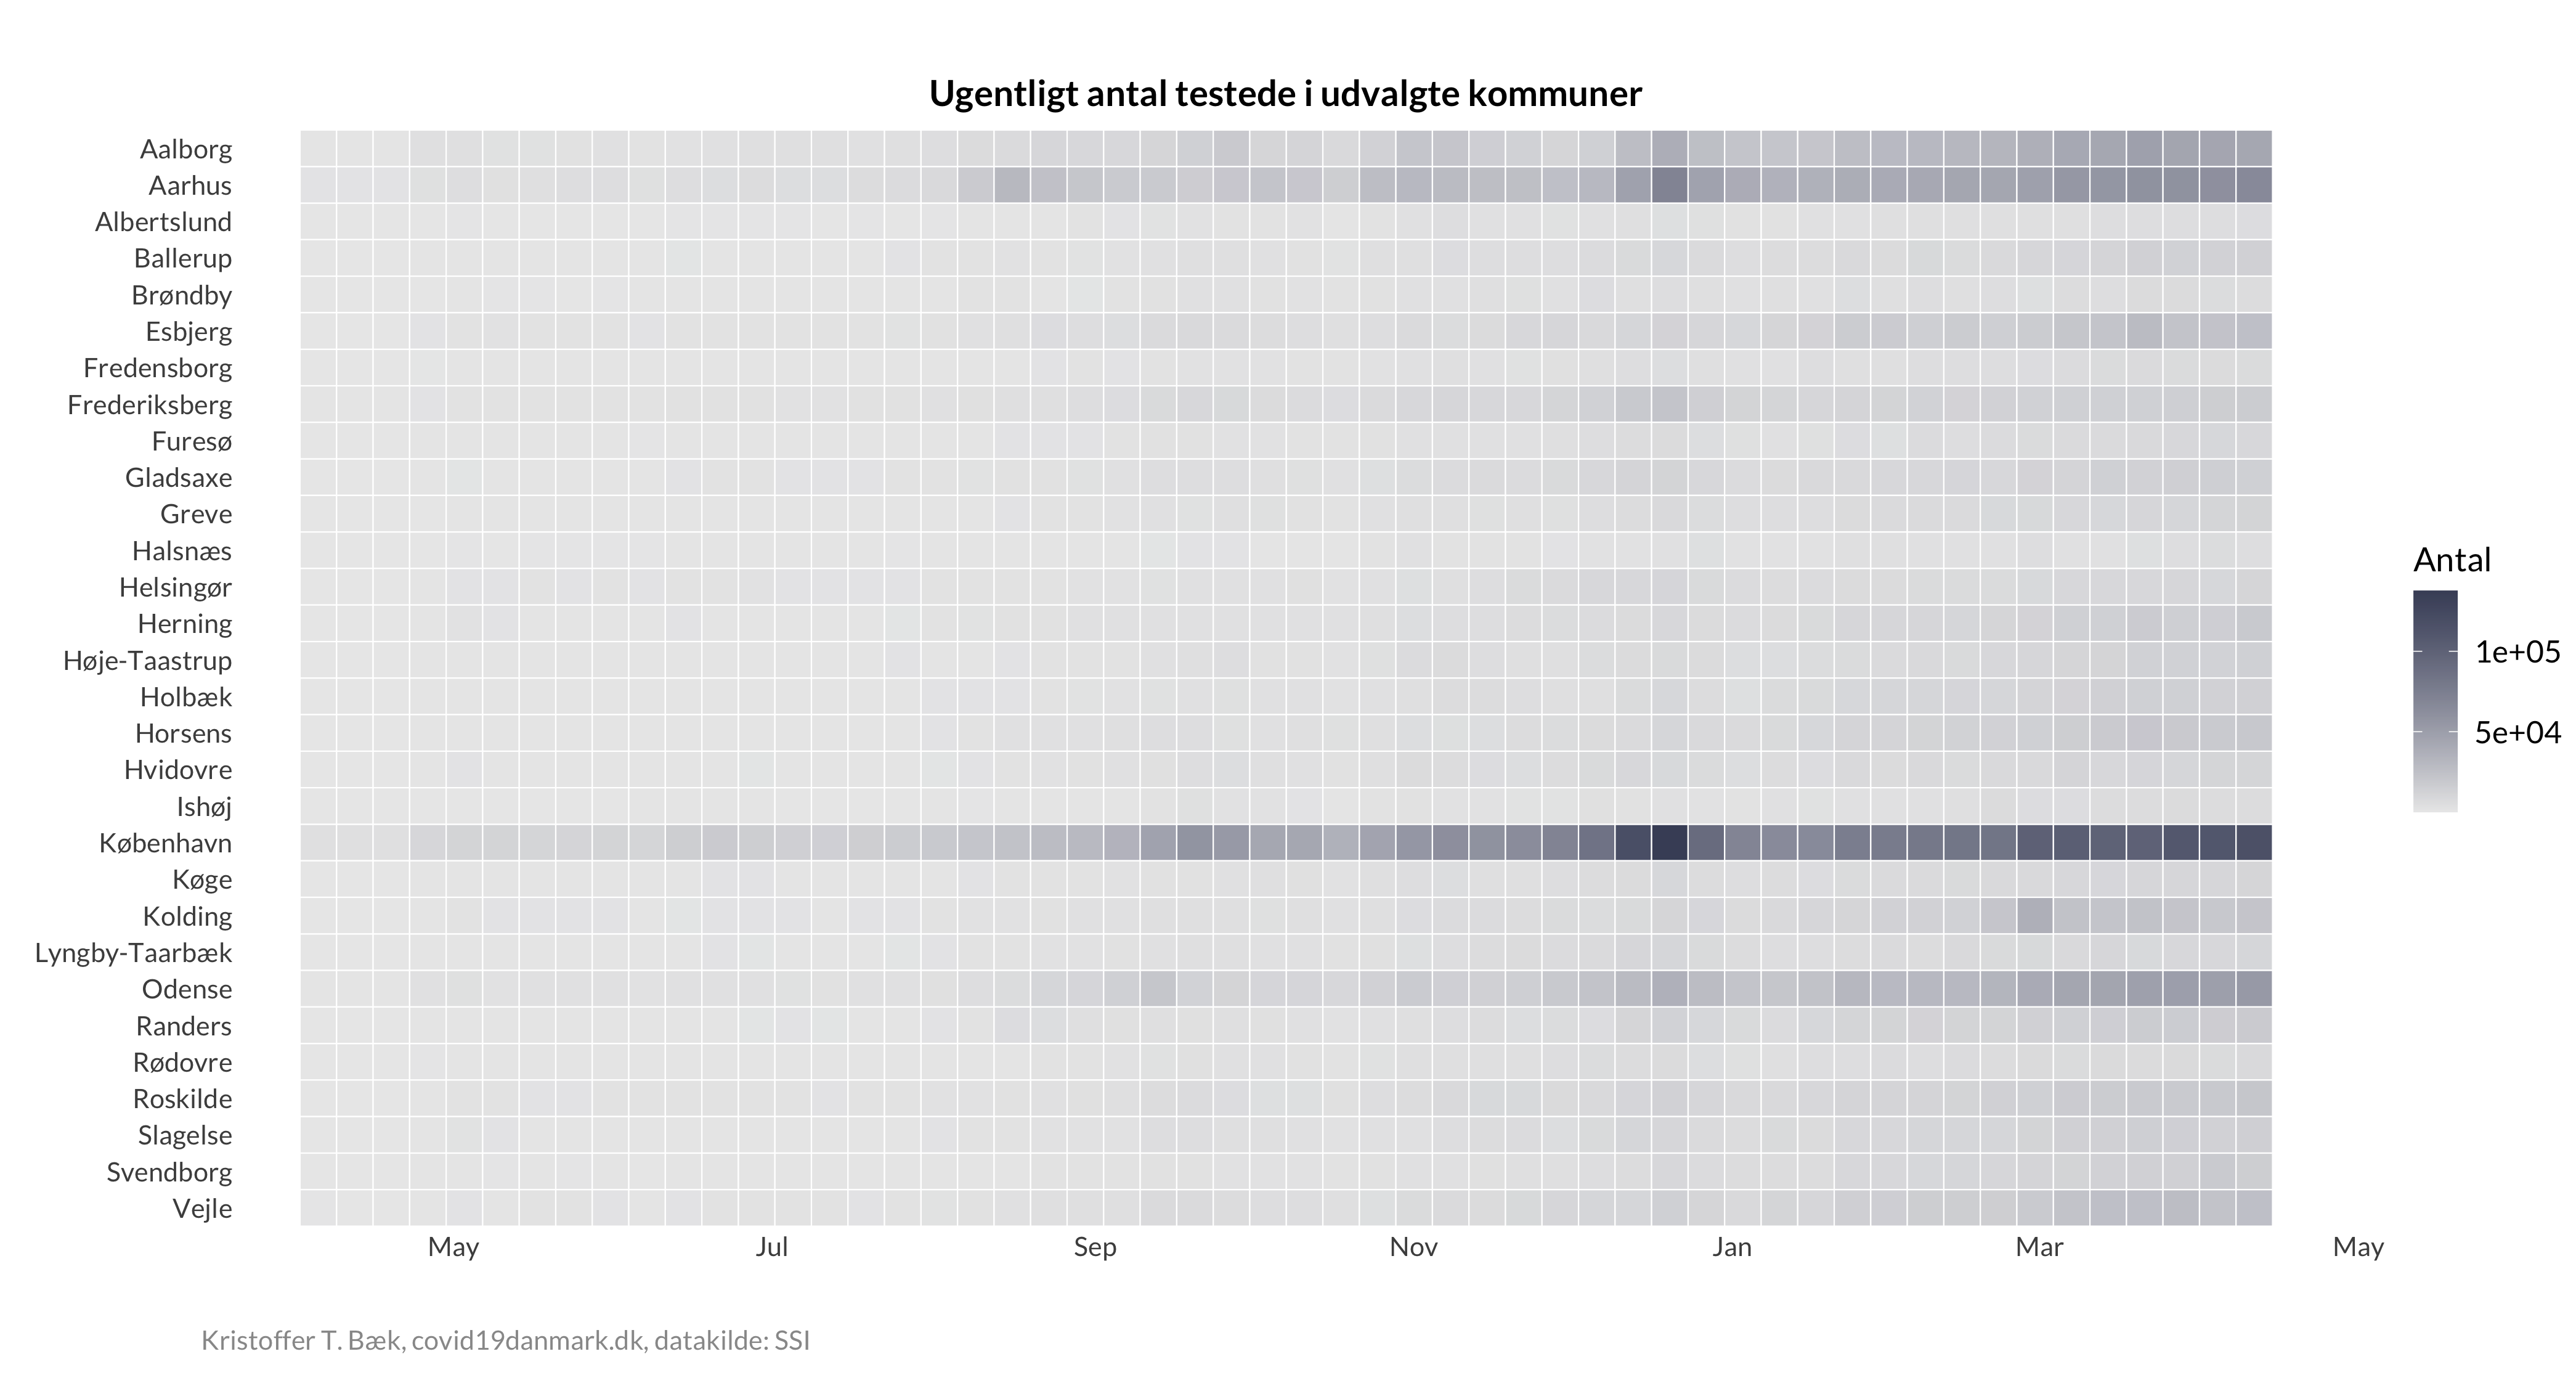 Ugentligt antal testede i udvalgte kommuner
Aalborg
Aarhus
Albertslund
Ballerup
Brøndby
Esbjerg
Fredensborg
Frederiksberg
Furesø
Gladsaxe
Greve
Halsnæs
Helsingør
Herning
Høje-Taastrup
Holbæk
Horsens
Hvidovre
Ishøj
København
Køge
Kolding
Lyngby-Taarbæk
Odense
Randers
Rødovre
Roskilde
Slagelse
Svendborg
Vejle
May Jul Sep Nov Jan Mar May
Antal
1e+05
5e+04
Kristoffer T. Bæk, covid19danmark.dk, datakilde: SSI